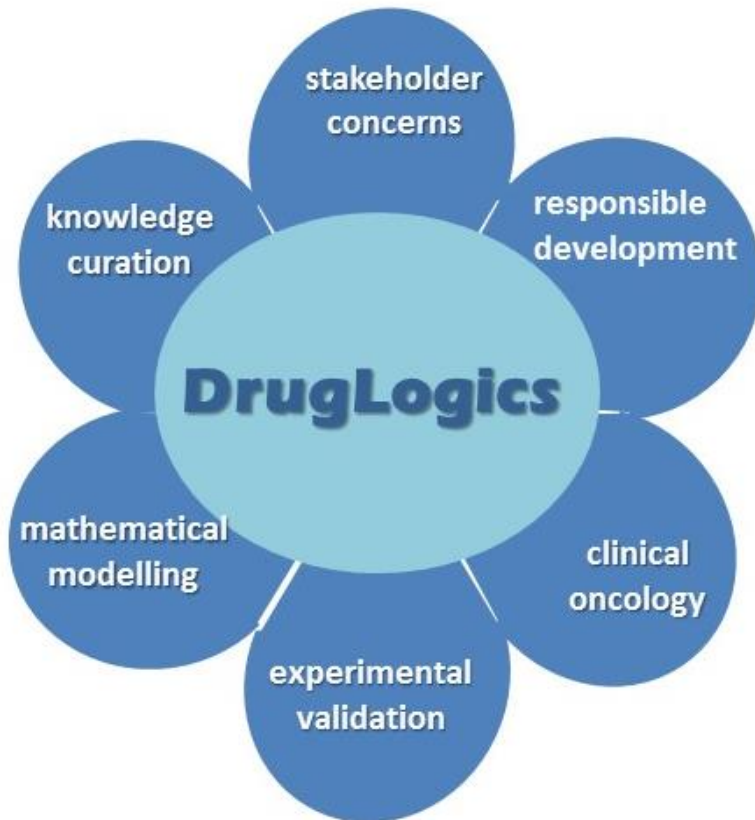 stakeholder
concerns
responsible
development
knowledge
curation
DrugLogics
mathematical
modelling
clinical
oncology
experimental
validation